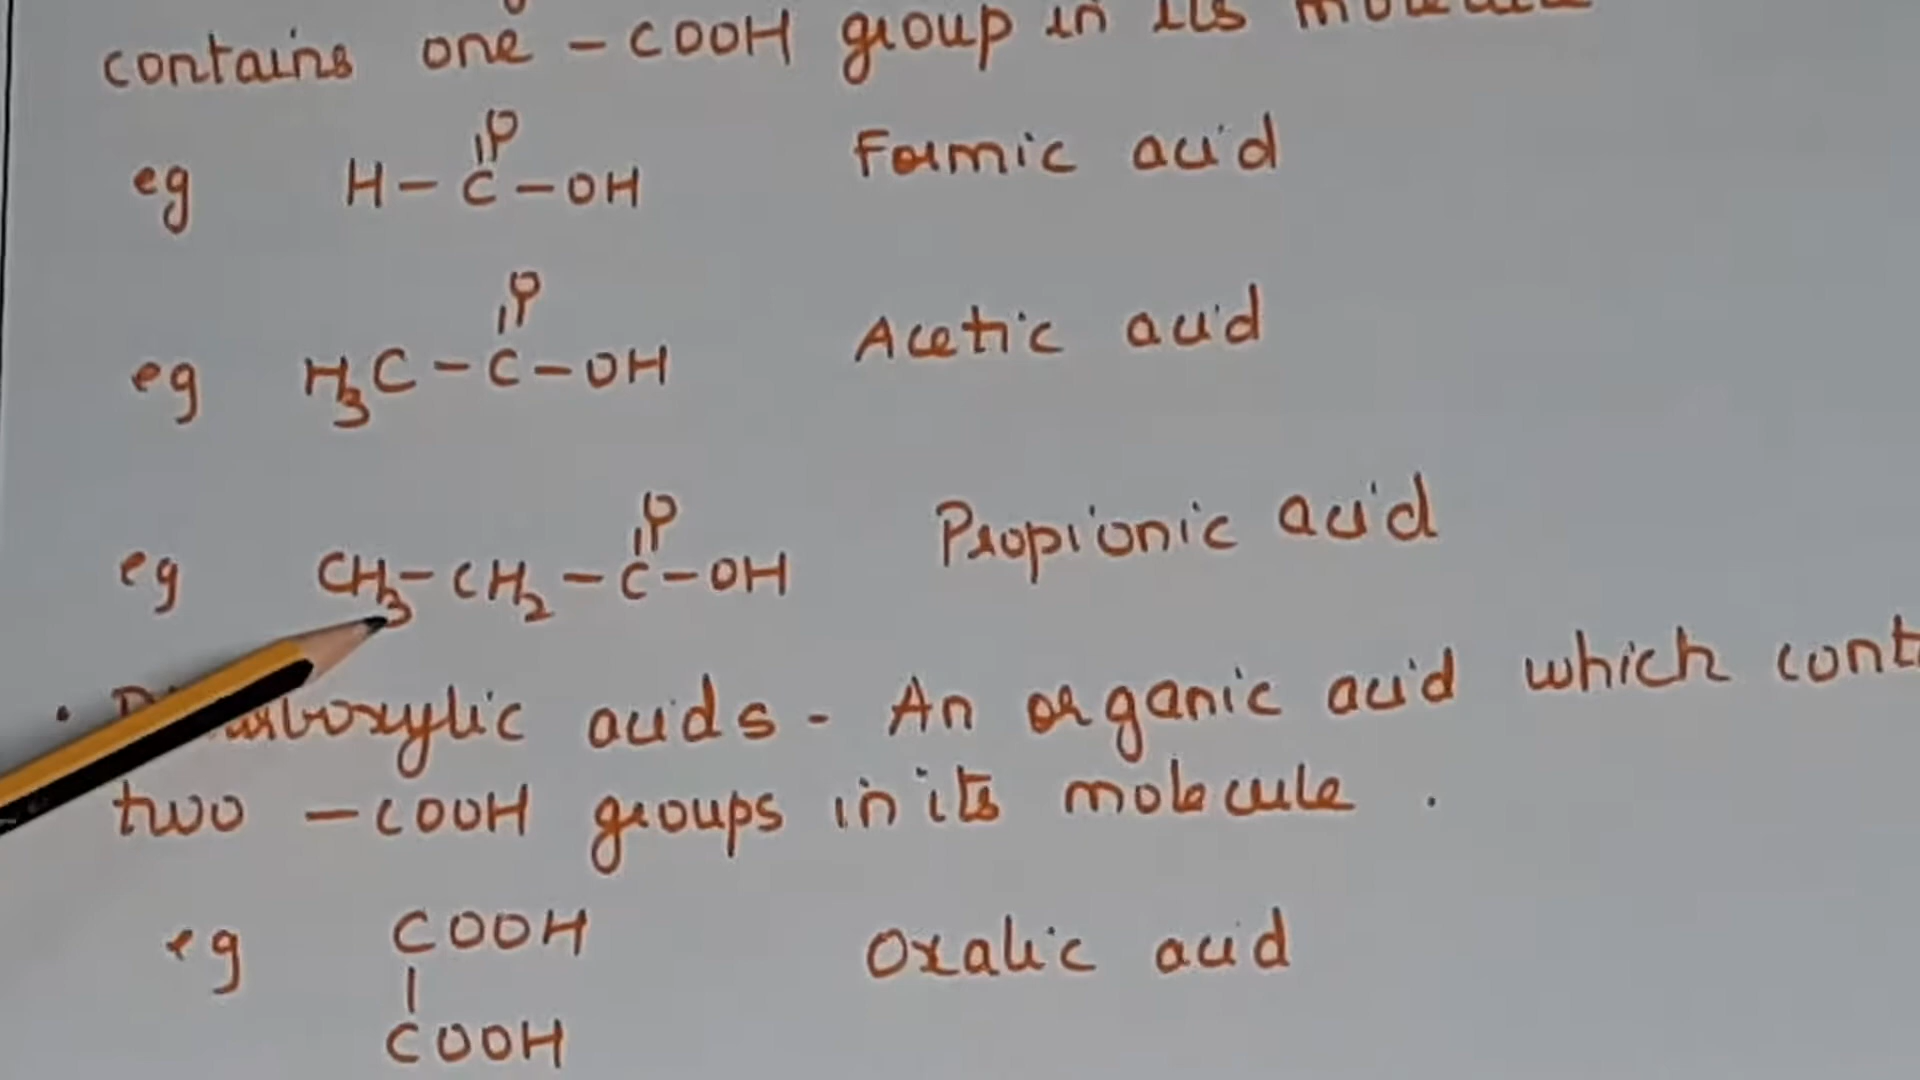 contains one - COOH group in its
O
eg H - C - OH Formic acid
O
eg H3C - C - OH Acetic acid
O
eg CH3 - CH2 - C - OH Propionic acid
• acids - An organic acid which
two - COOH groups in its molecule .
eg COOH Oxalic acid
|
COOH